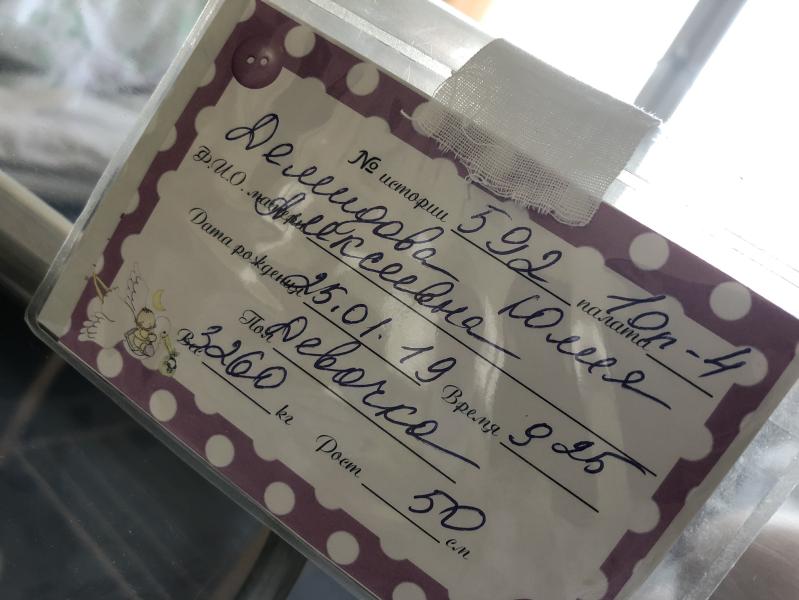 № истории 592 палата 10п-4
Ф.И.О. матери Демидова Юлия
Алексеевна
Дата рождения 25.01.19 Время 9 25
Пол Девочка
Вес 3260 кг Рост 50 см